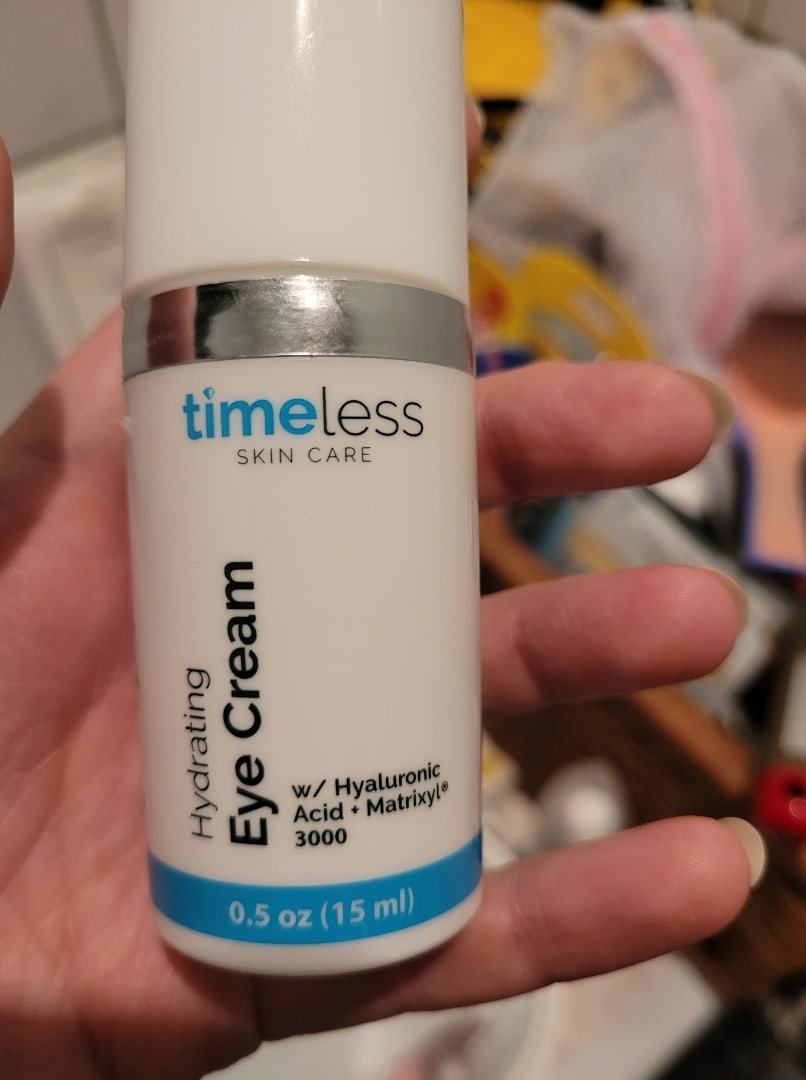 timeless
SKIN CARE
Hydrating
Eye Cream
w/ Hyaluronic
Acid + Matrixyl®
3000
0.5 oz (15 ml)